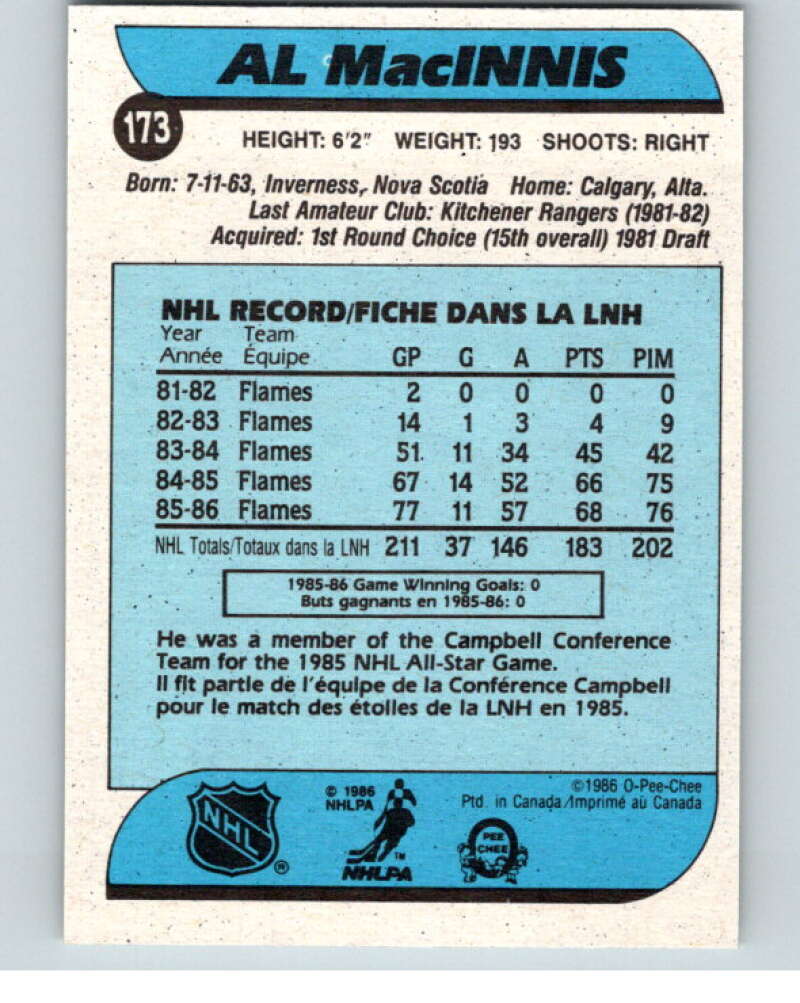 AL MacINNIS
173
HEIGHT: 6'2" WEIGHT: 193 SHOOTS: RIGHT
Born: 7-11-63, Inverness, Nova Scotia Home: Calgary, Alta.
Last Amateur Club: Kitchener Rangers (1981-82)
Acquired: 1st Round Choice (15th overall) 1981 Draft
NHL RECORD/FICHE DANS LA LNH
Year Team
Année Équipe GP G A PTS PIM
81-82 Flames 2 0 0 0 0
82-83 Flames 14 1 3 4 9
83-84 Flames 51 11 34 45 42
84-85 Flames 67 14 52 66 75
85-86 Flames 77 11 57 68 76
NHL Totals/Totaux dans la LNH 211 37 146 183 202
1985-86 Game Winning Goals: 0
Buts gagnants en 1985-86: 0
He was a member of the Campbell Conference
Team for the 1985 NHL All-Star Game.
Il fit partie de l'équipe de la Conférence Campbell
pour le match des étoiles de la LNH en 1985.
NHL ®
© 1986
NHLPA
TM
NHLPA
©1986 O-Pee-Chee
Ptd. in Canada/Imprimé au Canada
PEE
CHEE